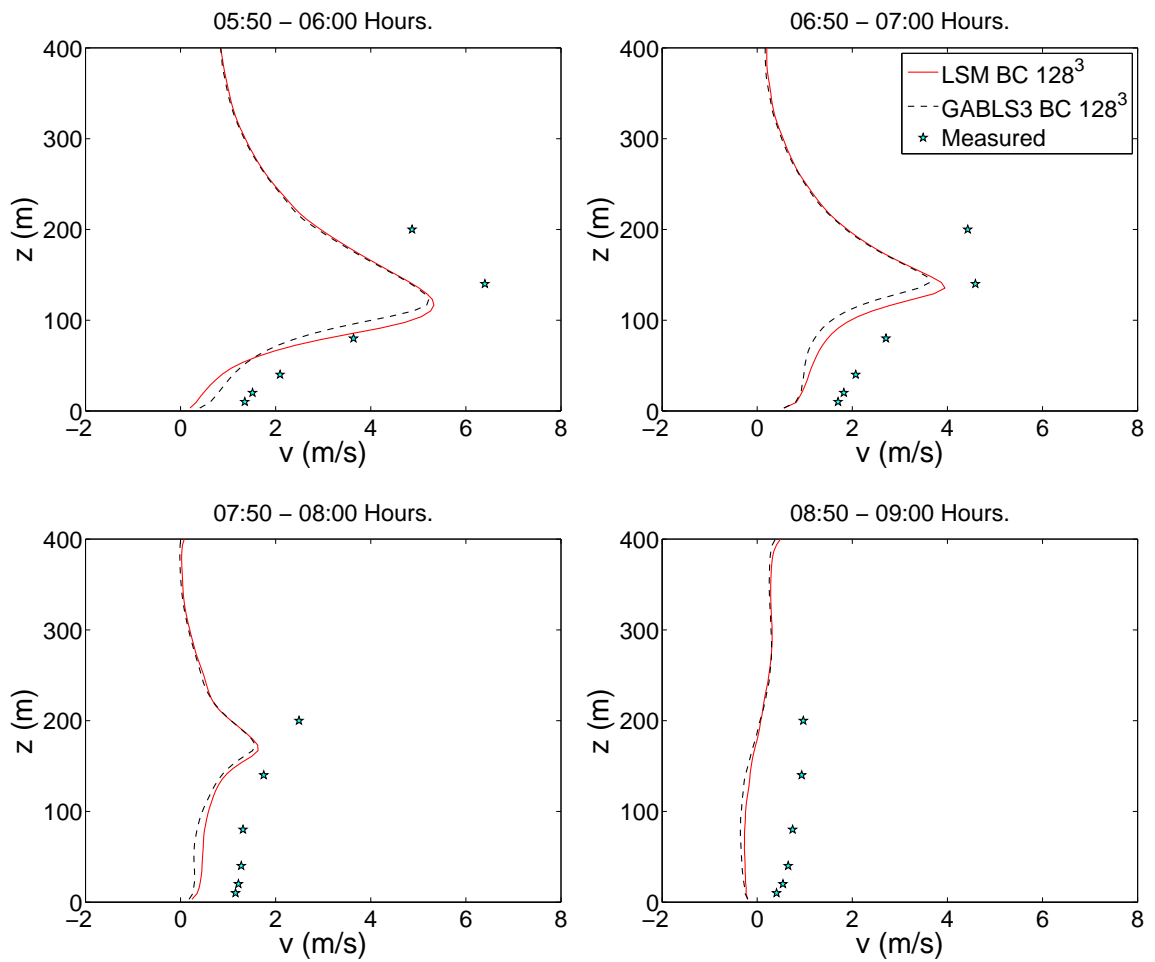 05:50 – 06:00 Hours.
400
300
200
100
0
z (m)
−2 0 2 4 6 8
v (m/s)
06:50 – 07:00 Hours.
LSM BC 128³
GABLS3 BC 128³
Measured
400
300
200
100
0
z (m)
−2 0 2 4 6 8
v (m/s)
07:50 – 08:00 Hours.
400
300
200
100
0
z (m)
−2 0 2 4 6 8
v (m/s)
08:50 – 09:00 Hours.
400
300
200
100
0
z (m)
−2 0 2 4 6 8
v (m/s)